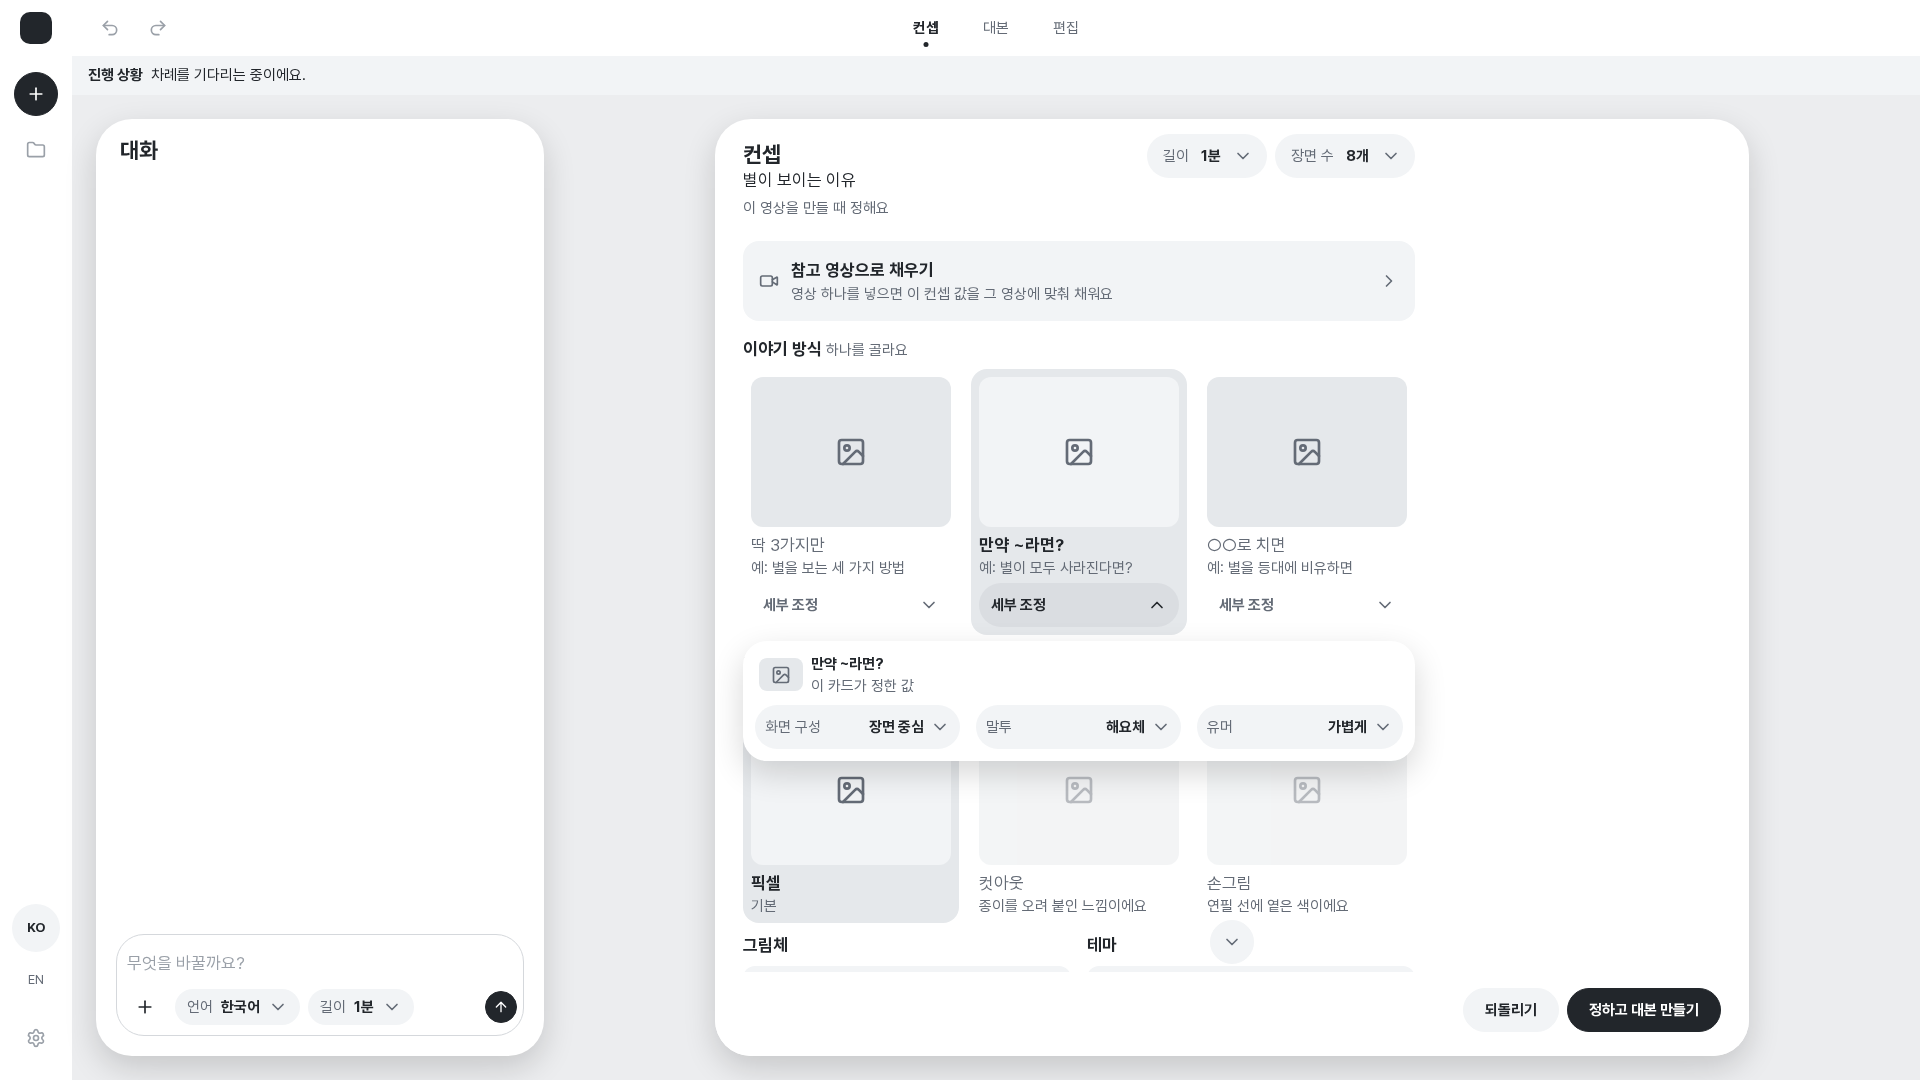 컨셉
대본
편집
진행 상황 차례를 기다리는 중이에요.
대화
컨셉
별이 보이는 이유
이 영상을 만들 때 정해요
길이 1분
장면 수 8개
참고 영상으로 채우기
영상 하나를 넣으면 이 컨셉 값을 그 영상에 맞춰 채워요
이야기 방식 하나를 골라요
딱 3가지만
예: 별을 보는 세 가지 방법
세부 조정
만약 ~라면?
예: 별이 모두 사라진다면?
세부 조정
○○로 치면
예: 별을 등대에 비유하면
세부 조정
만약 ~라면?
이 카드가 정한 값
화면 구성 장면 중심
말투 해요체
유머 가볍게
픽셀
기본
컷아웃
종이를 오려 붙인 느낌이에요
손그림
연필 선에 옅은 색이에요
그림체
테마
KO
EN
무엇을 바꿀까요?
언어 한국어
길이 1분
되돌리기
정하고 대본 만들기